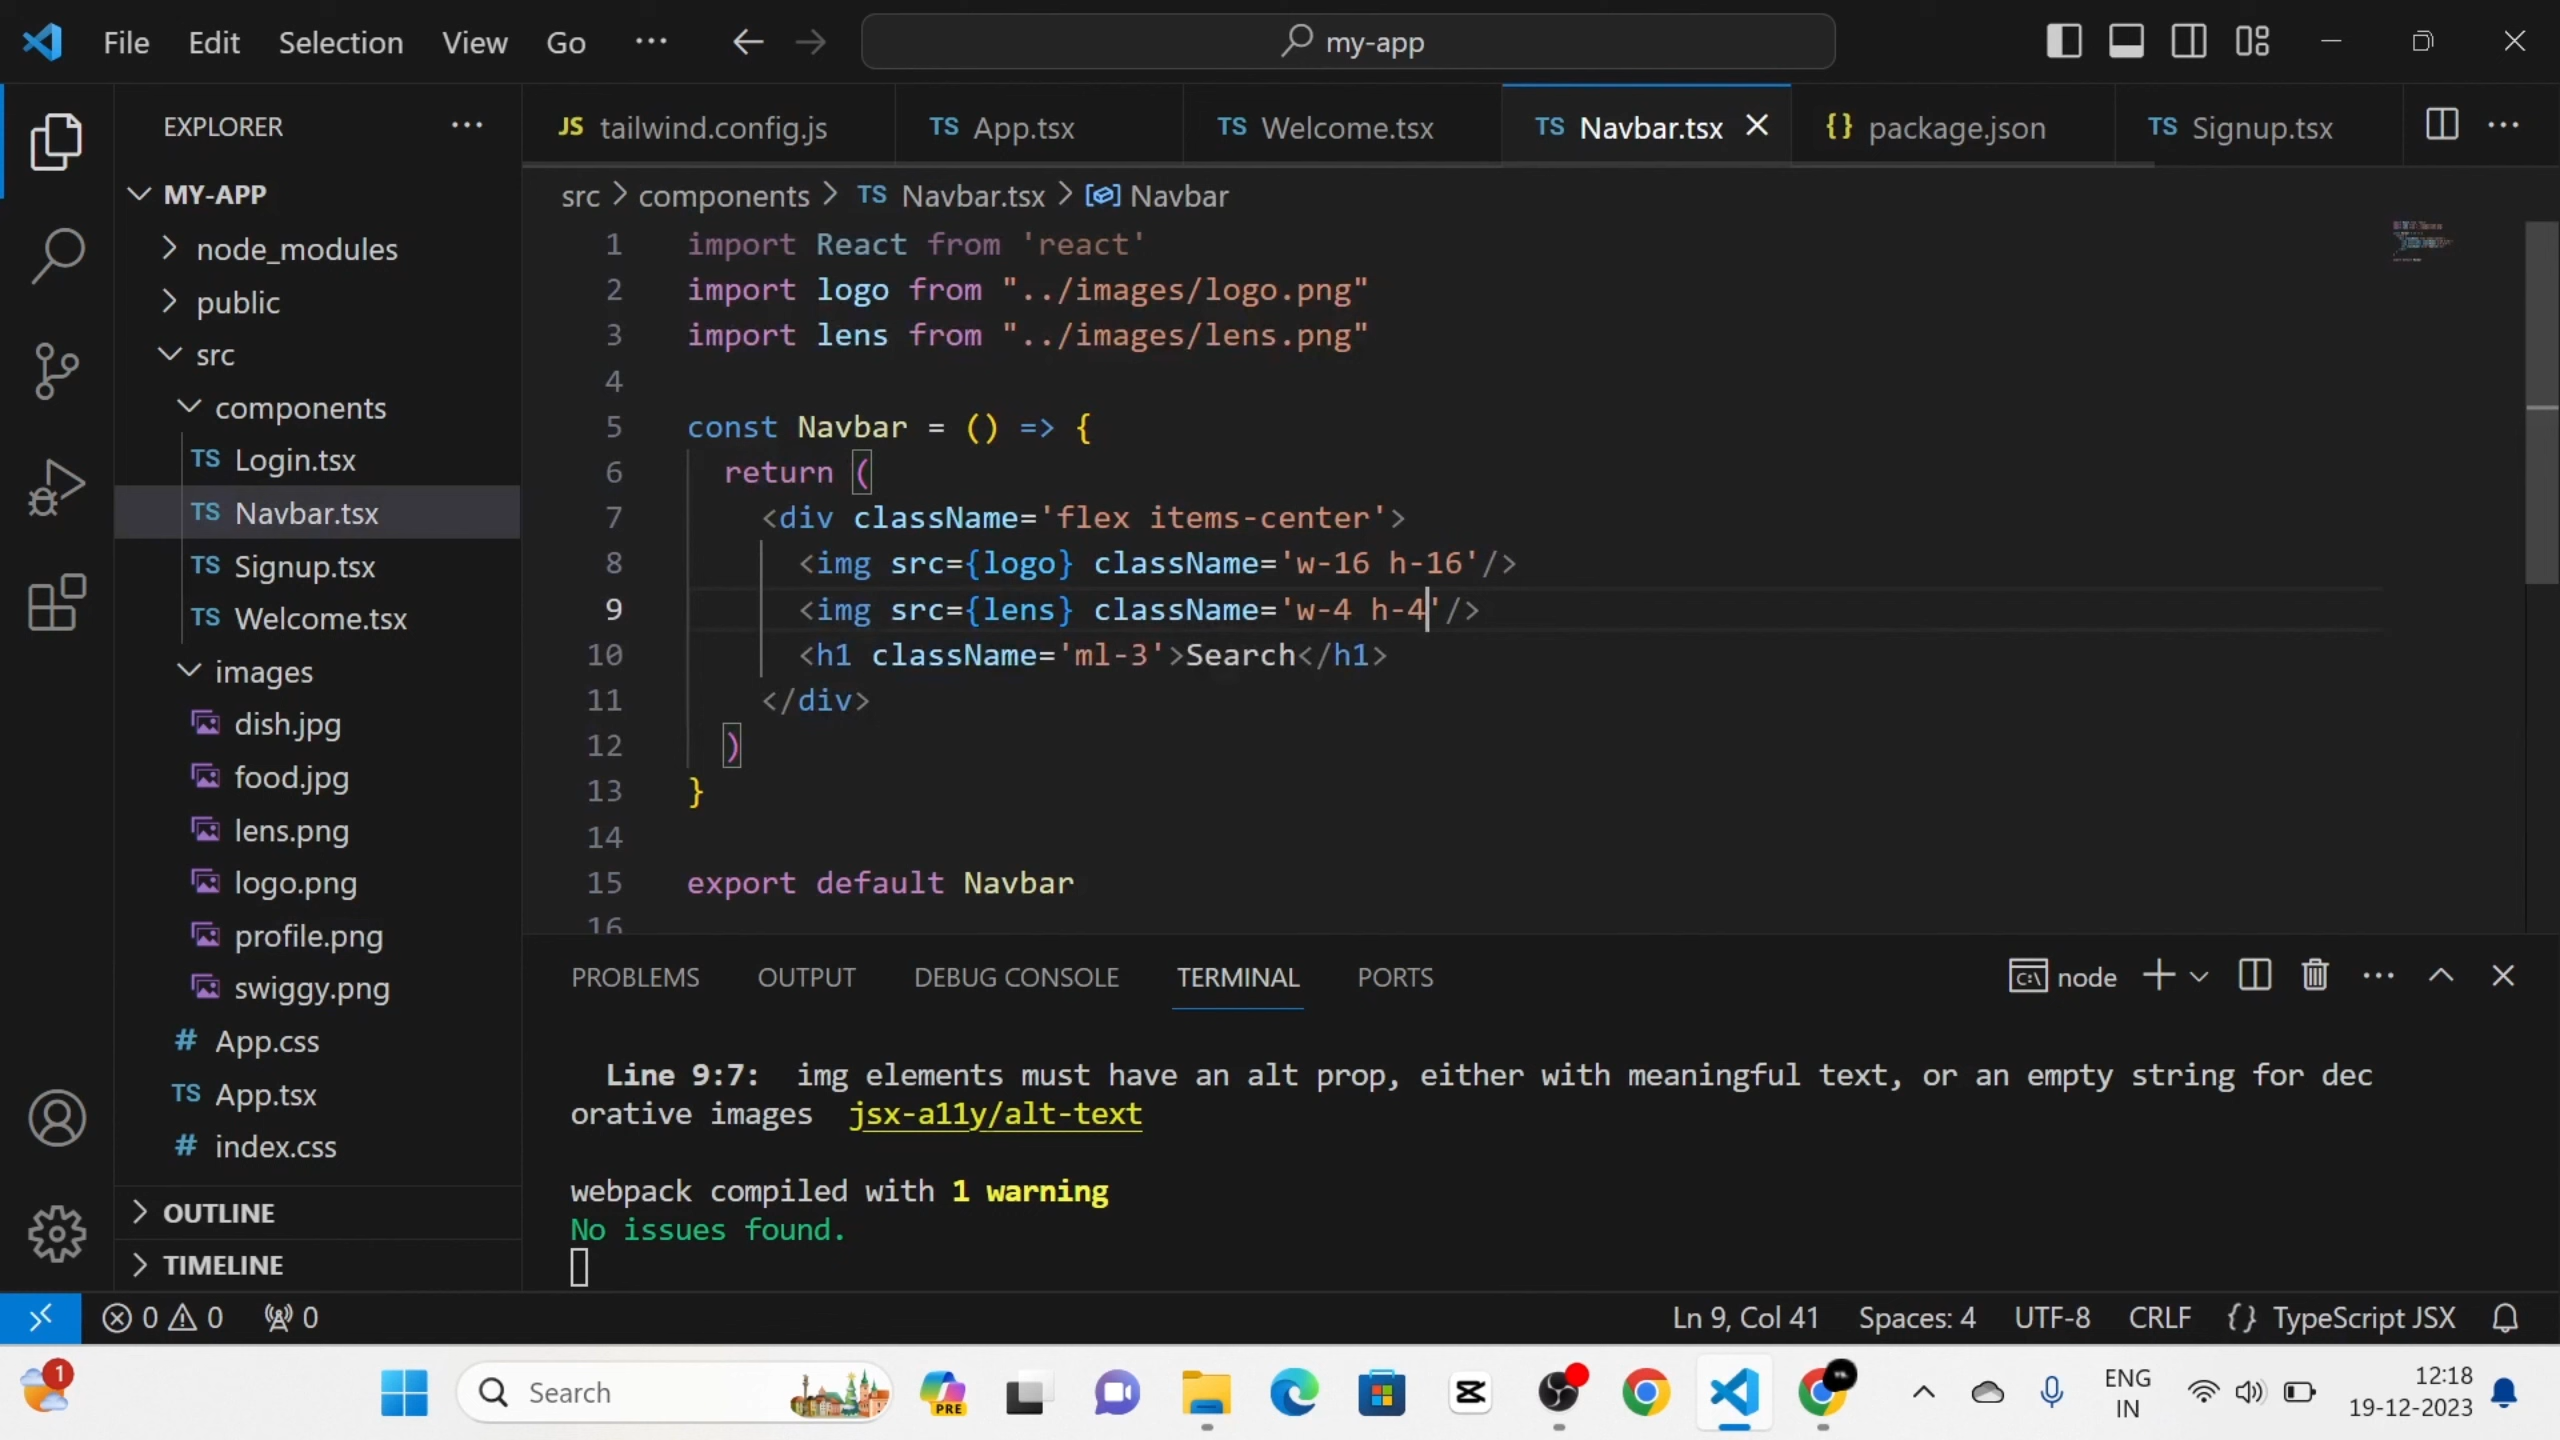 File Edit Selection View Go ··· my-app
EXPLORER ···
JS tailwind.config.js TS App.tsx TS Welcome.tsx TS Navbar.tsx {} package.json TS Signup.tsx ···
MY-APP
node_modules
public
src
components
TS Login.tsx
TS Navbar.tsx
TS Signup.tsx
TS Welcome.tsx
images
dish.jpg
food.jpg
lens.png
logo.png
profile.png
swiggy.png
# App.css
TS App.tsx
# index.css
OUTLINE
TIMELINE
src > components > TS Navbar.tsx > Navbar
1 import React from 'react'
2 import logo from "../images/logo.png"
3 import lens from "../images/lens.png"
4
5 const Navbar = () => {
6 return (
7 <div className='flex items-center'>
8 <img src={logo} className='w-16 h-16'/>
9 <img src={lens} className='w-4 h-4'/>
10 <h1 className='ml-3'>Search</h1>
11 </div>
12 )
13 }
14
15 export default Navbar
16
PROBLEMS OUTPUT DEBUG CONSOLE TERMINAL PORTS node ···
Line 9:7: img elements must have an alt prop, either with meaningful text, or an empty string for dec
orative images jsx-a11y/alt-text
webpack compiled with 1 warning
No issues found.
0 0 0 Ln 9, Col 41 Spaces: 4 UTF-8 CRLF {} TypeScript JSX
1 Search PRE ENG 12:18
IN 19-12-2023